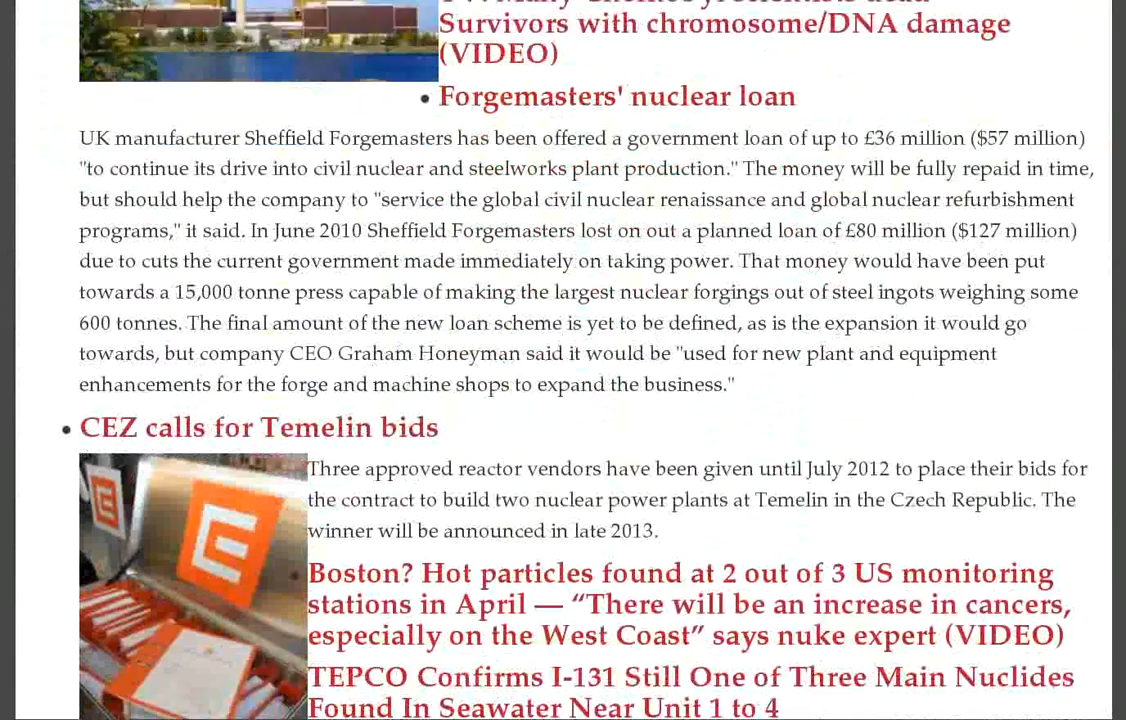 Survivors with chromosome/DNA damage
(VIDEO)
• Forgemasters' nuclear loan
UK manufacturer Sheffield Forgemasters has been offered a government loan of up to £36 million ($57 million)
"to continue its drive into civil nuclear and steelworks plant production." The money will be fully repaid in time,
but should help the company to "service the global civil nuclear renaissance and global nuclear refurbishment
programs," it said. In June 2010 Sheffield Forgemasters lost on out a planned loan of £80 million ($127 million)
due to cuts the current government made immediately on taking power. That money would have been put
towards a 15,000 tonne press capable of making the largest nuclear forgings out of steel ingots weighing some
600 tonnes. The final amount of the new loan scheme is yet to be defined, as is the expansion it would go
towards, but company CEO Graham Honeyman said it would be "used for new plant and equipment
enhancements for the forge and machine shops to expand the business."
• CEZ calls for Temelin bids
Three approved reactor vendors have been given until July 2012 to place their bids for
the contract to build two nuclear power plants at Temelin in the Czech Republic. The
winner will be announced in late 2013.
Boston? Hot particles found at 2 out of 3 US monitoring
stations in April — “There will be an increase in cancers,
especially on the West Coast” says nuke expert (VIDEO)
TEPCO Confirms I-131 Still One of Three Main Nuclides
Found In Seawater Near Unit 1 to 4